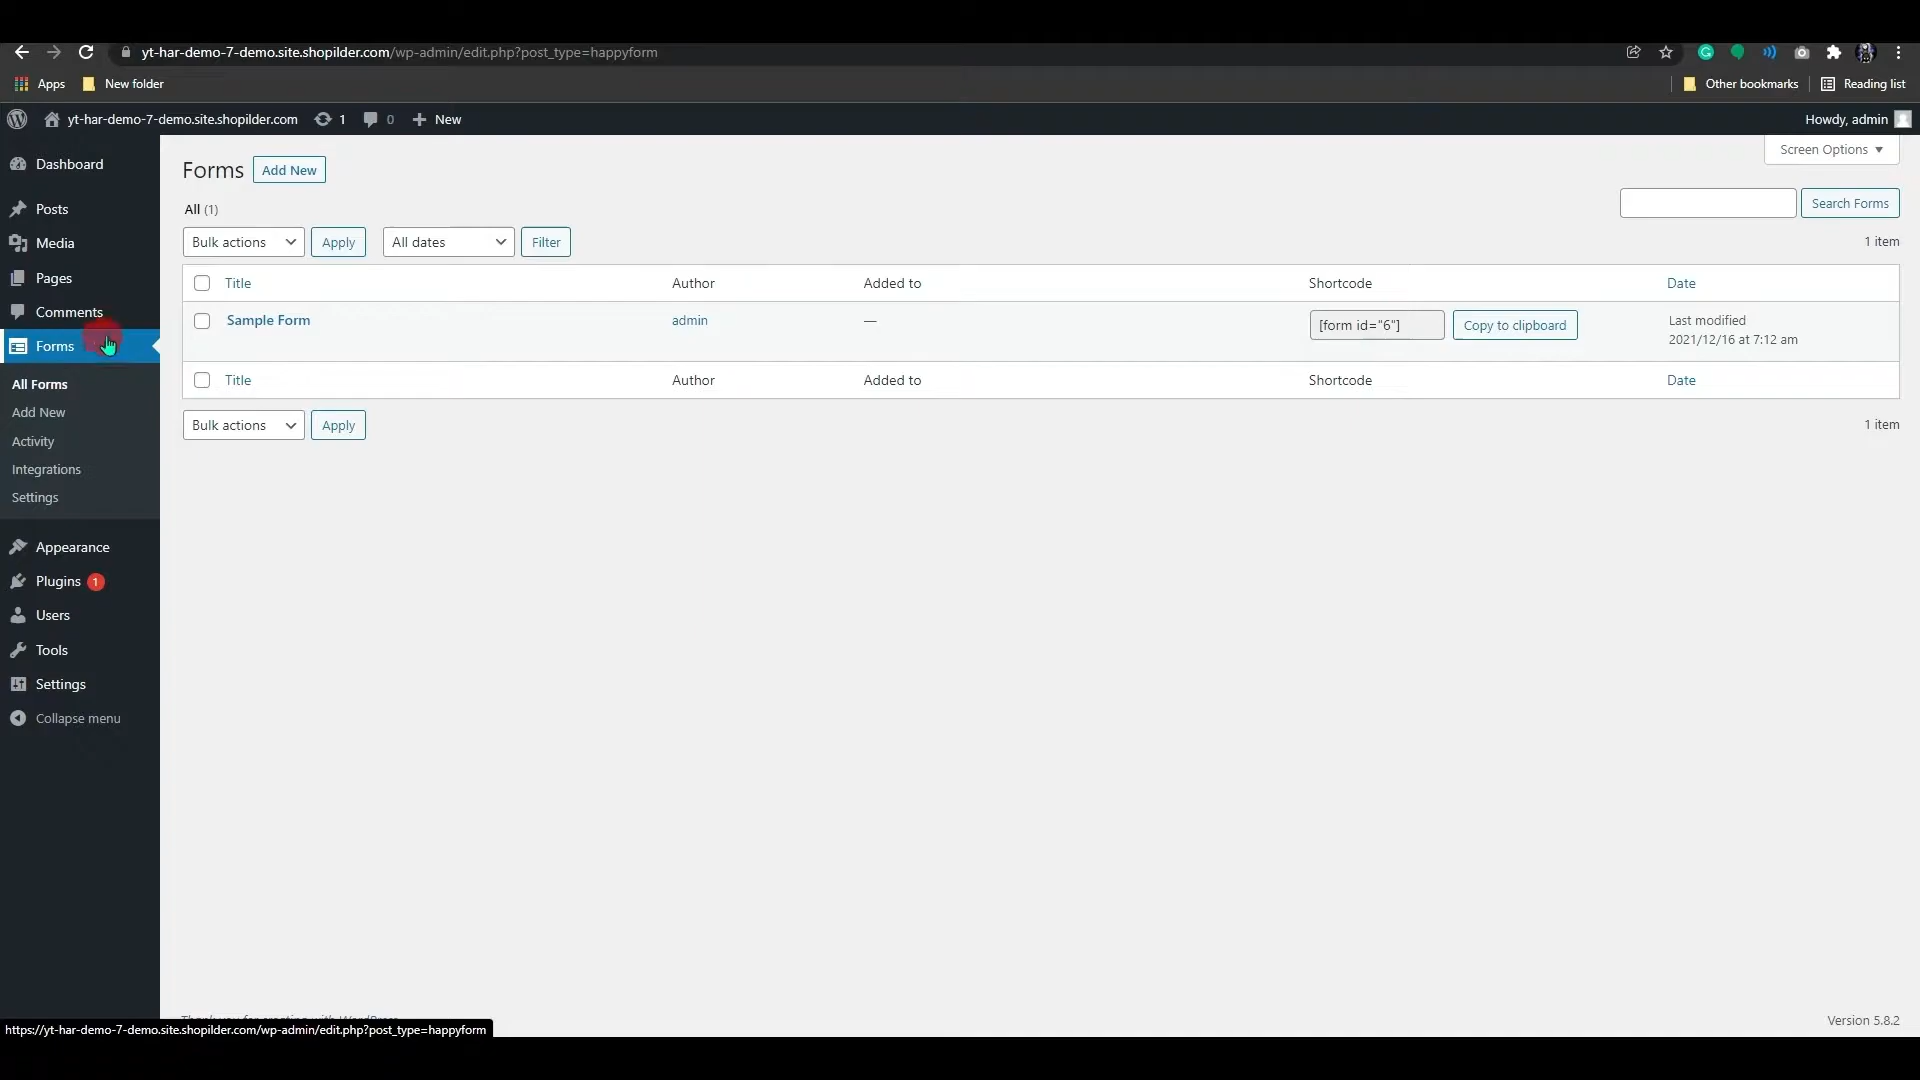 yt-har-demo-7-demo.site.shopilder.com/wp-admin/edit.php?post_type=happyform
Apps New folder Other bookmarks Reading list
yt-har-demo-7-demo.site.shopilder.com 1 0 New Howdy, admin
Dashboard
Posts
Media
Pages
Comments
Forms
All Forms
Add New
Activity
Integrations
Settings
Appearance
Plugins 1
Users
Tools
Settings
Collapse menu
Screen Options
Forms Add New
All (1)
Search Forms
Bulk actions Apply All dates Filter 1 item
Title Author Added to Shortcode Date
Sample Form admin — [form id="6"] Copy to clipboard Last modified
2021/12/16 at 7:12 am
Title Author Added to Shortcode Date
Bulk actions Apply 1 item
Thank you for creating with WordPress.
Version 5.8.2
https://yt-har-demo-7-demo.site.shopilder.com/wp-admin/edit.php?post_type=happyform